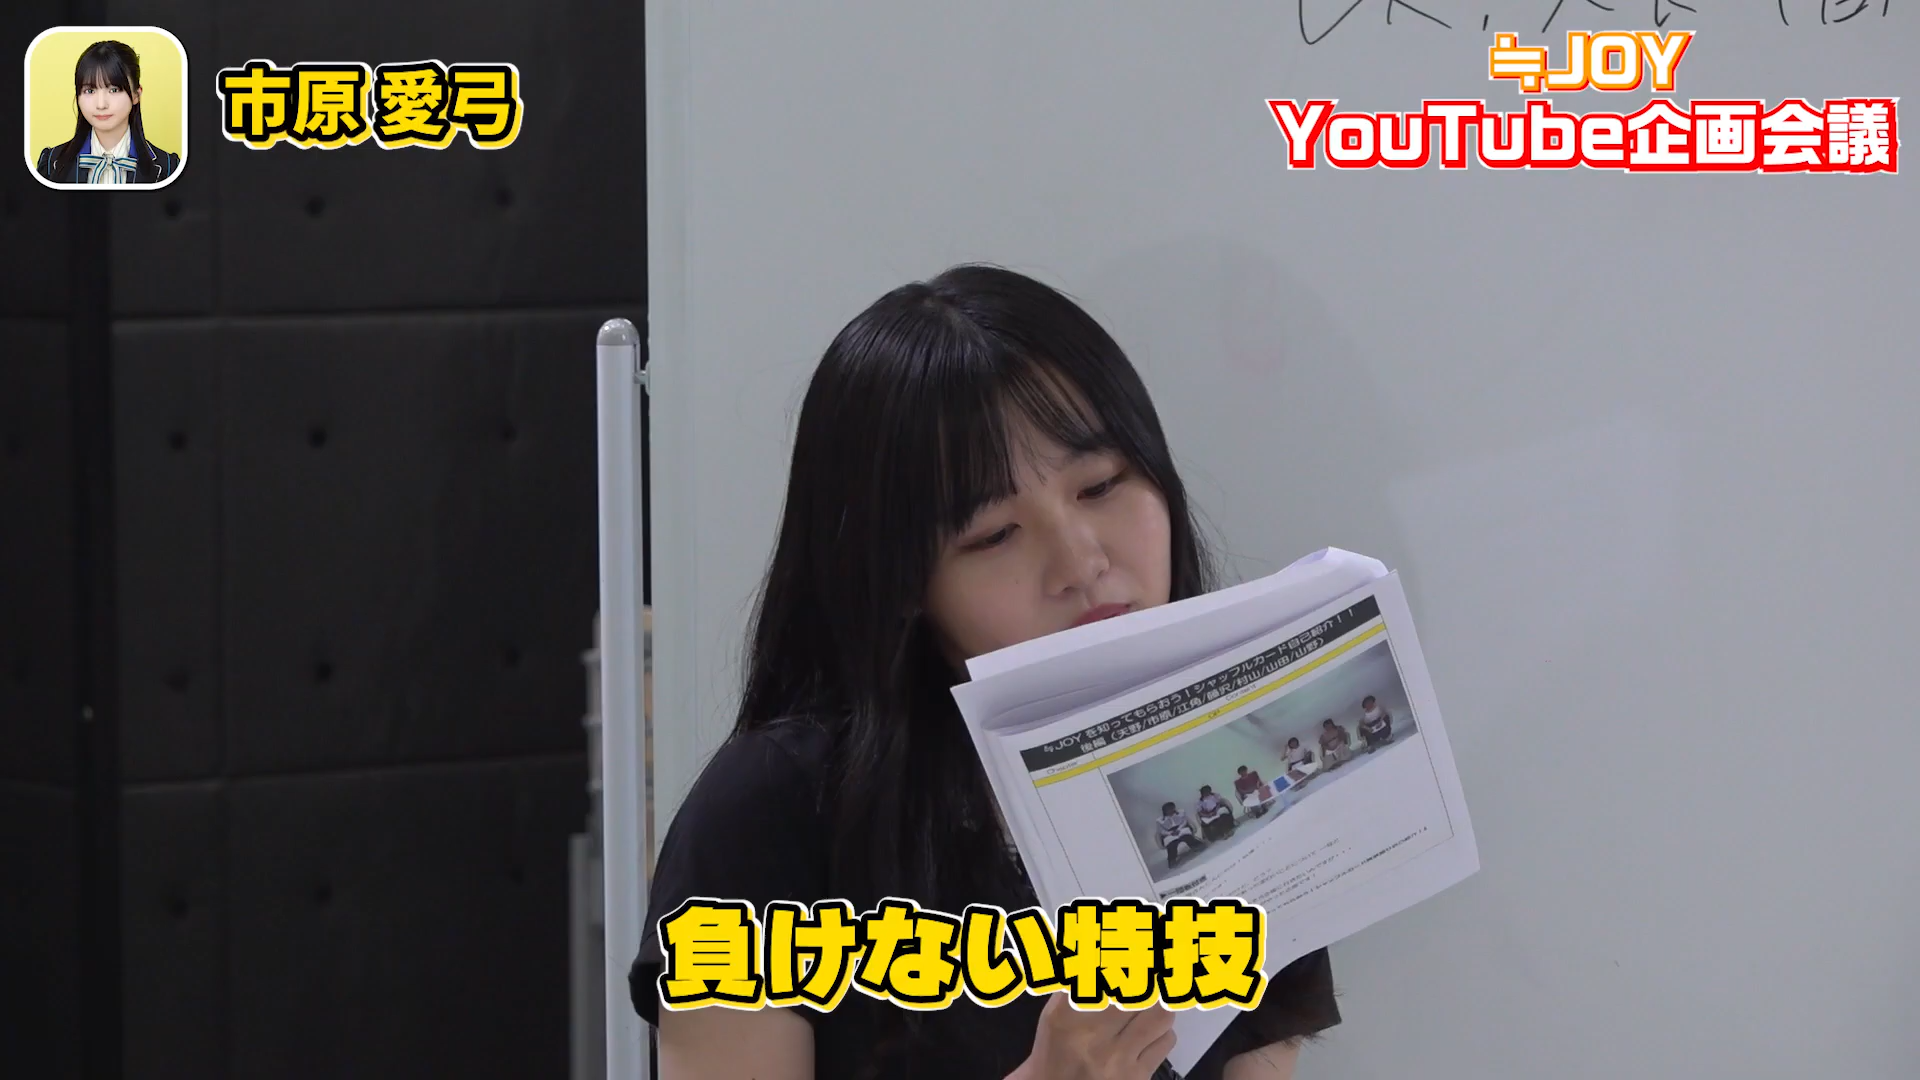 市原 愛弓
≒JOY
YouTube企画会議
≒JOYを知ってもらおう！シャッフルカード自己紹介！！
後編（天野/市原/江角/藤沢/村山/山田/山野）
負けない特技